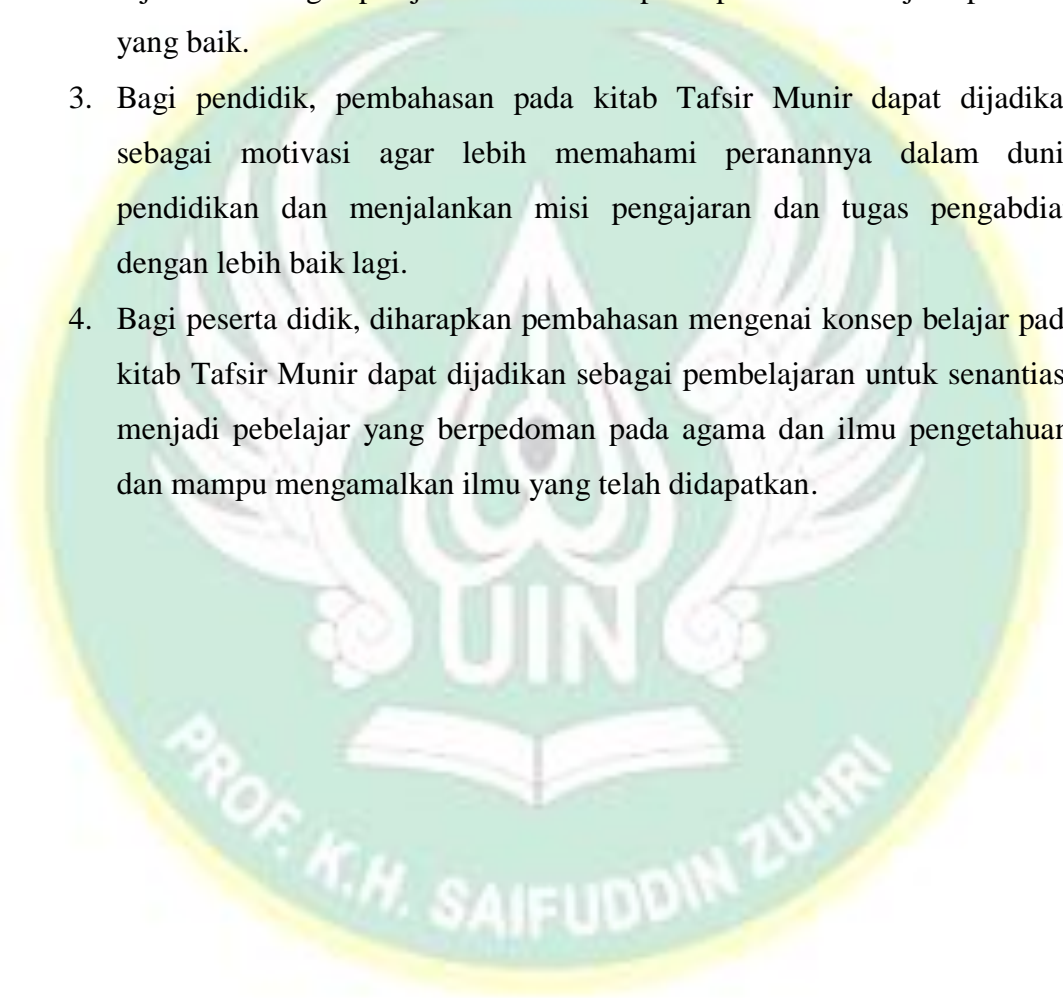 yang baik.
3. Bagi pendidik, pembahasan pada kitab Tafsir Munir dapat dijadika
sebagai motivasi agar lebih memahami peranannya dalam duni
pendidikan dan menjalankan misi pengajaran dan tugas pengabdia
dengan lebih baik lagi.
4. Bagi peserta didik, diharapkan pembahasan mengenai konsep belajar pad
kitab Tafsir Munir dapat dijadikan sebagai pembelajaran untuk senantias
menjadi pebelajar yang berpedoman pada agama dan ilmu pengetahuan
dan mampu mengamalkan ilmu yang telah didapatkan.
UIN
PROF. K.H. SAIFUDDIN ZUHRI